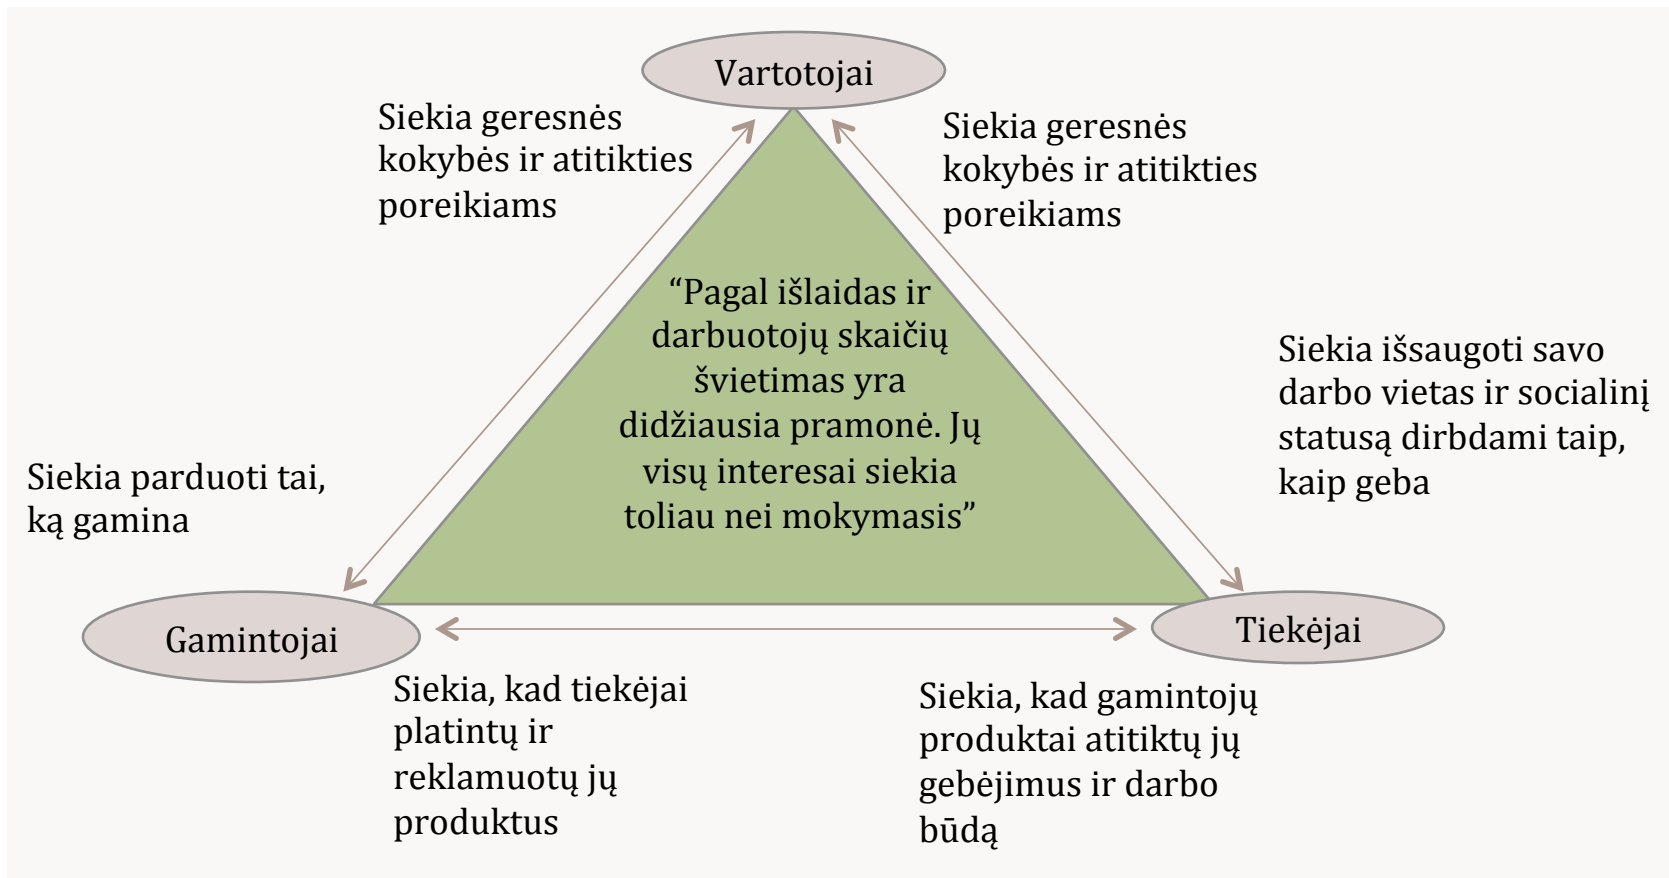 Vartotojai
Siekia geresnės
kokybės ir atitikties
poreikiams
Siekia geresnės
kokybės ir atitikties
poreikiams
“Pagal išlaidas ir
darbuotojų skaičių
švietimas yra
didžiausia pramonė. Jų
visų interesai siekia
toliau nei mokymasis”
Siekia išsaugoti savo
darbo vietas ir socialinį
statusą dirbdami taip,
kaip geba
Siekia parduoti tai,
ką gamina
Gamintojai
Tiekėjai
Siekia, kad tiekėjai
platintų ir
reklamuotų jų
produktus
Siekia, kad gamintojų
produktai atitiktų jų
gebėjimus ir darbo
būdą